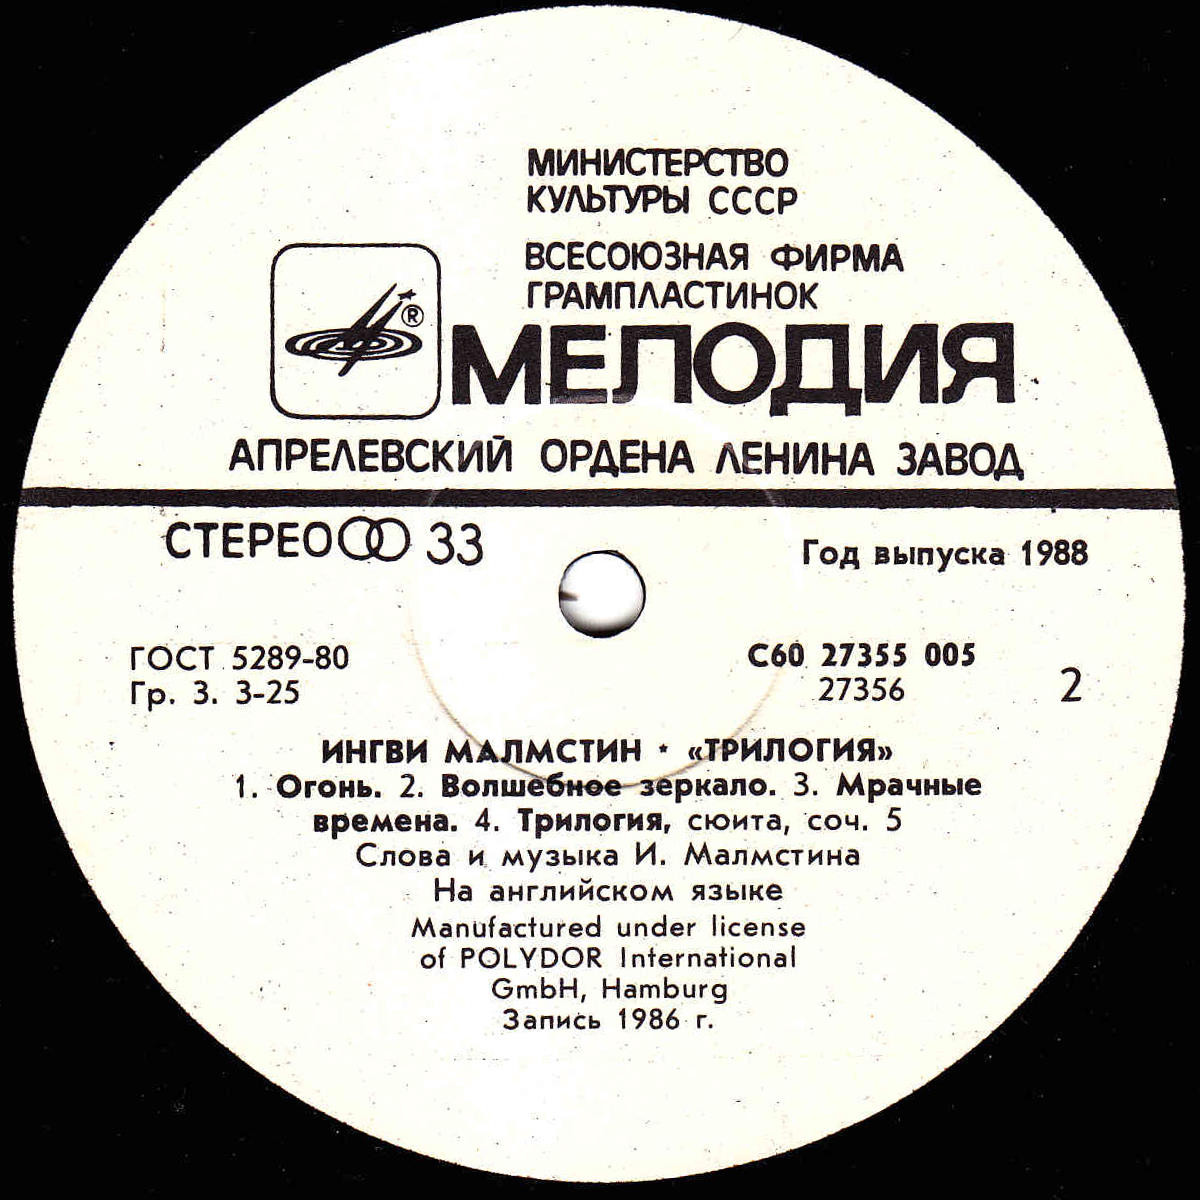 МИНИСТЕРСТВО
КУЛЬТУРЫ СССР
ВСЕСОЮЗНАЯ ФИРМА
ГРАМПЛАСТИНОК
®
МЕЛОДИЯ
АПРЕЛЕВСКИЙ ОРДЕНА ЛЕНИНА ЗАВОД
СТЕРЕО 33
Год выпуска 1988
ГОСТ 5289-80
Гр. 3. 3-25
С60 27355 005
27356
2
ИНГВИ МАЛМСТИН • «ТРИЛОГИЯ»
1. Огонь. 2. Волшебное зеркало. 3. Мрачные
времена. 4. Трилогия, сюита, соч. 5
Слова и музыка И. Малмстина
На английском языке
Manufactured under license
of POLYDOR International
GmbH, Hamburg
Запись 1986 г.